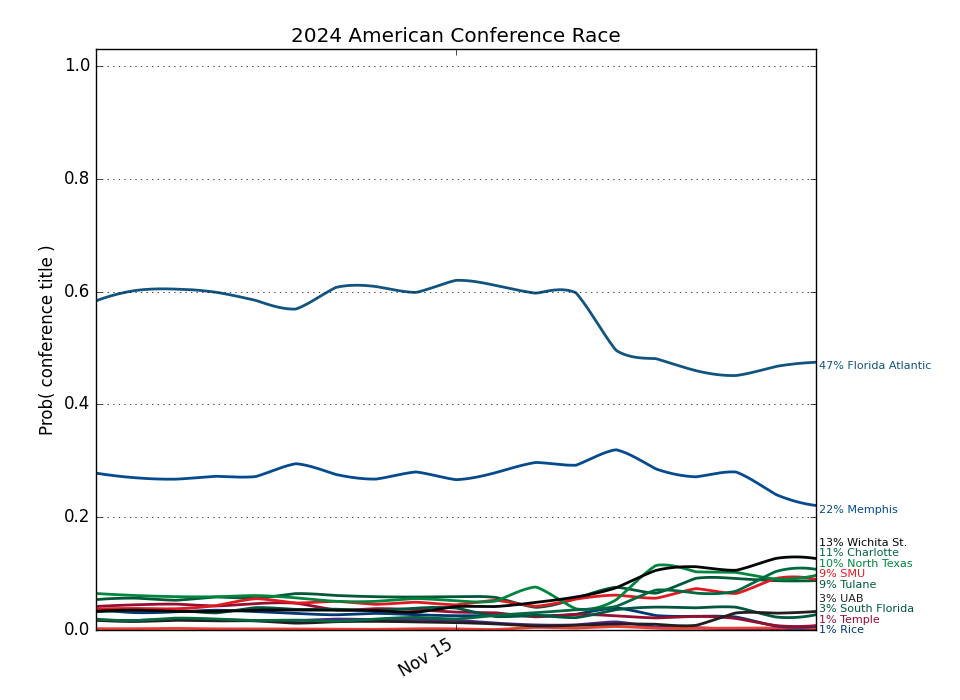 2024 American Conference Race
Prob( conference title )
1.0
0.8
0.6
0.4
0.2
0.0
Nov 15
47% Florida Atlantic
22% Memphis
13% Wichita St.
11% Charlotte
10% North Texas
9% SMU
9% Tulane
3% UAB
3% South Florida
1% Temple
1% Rice